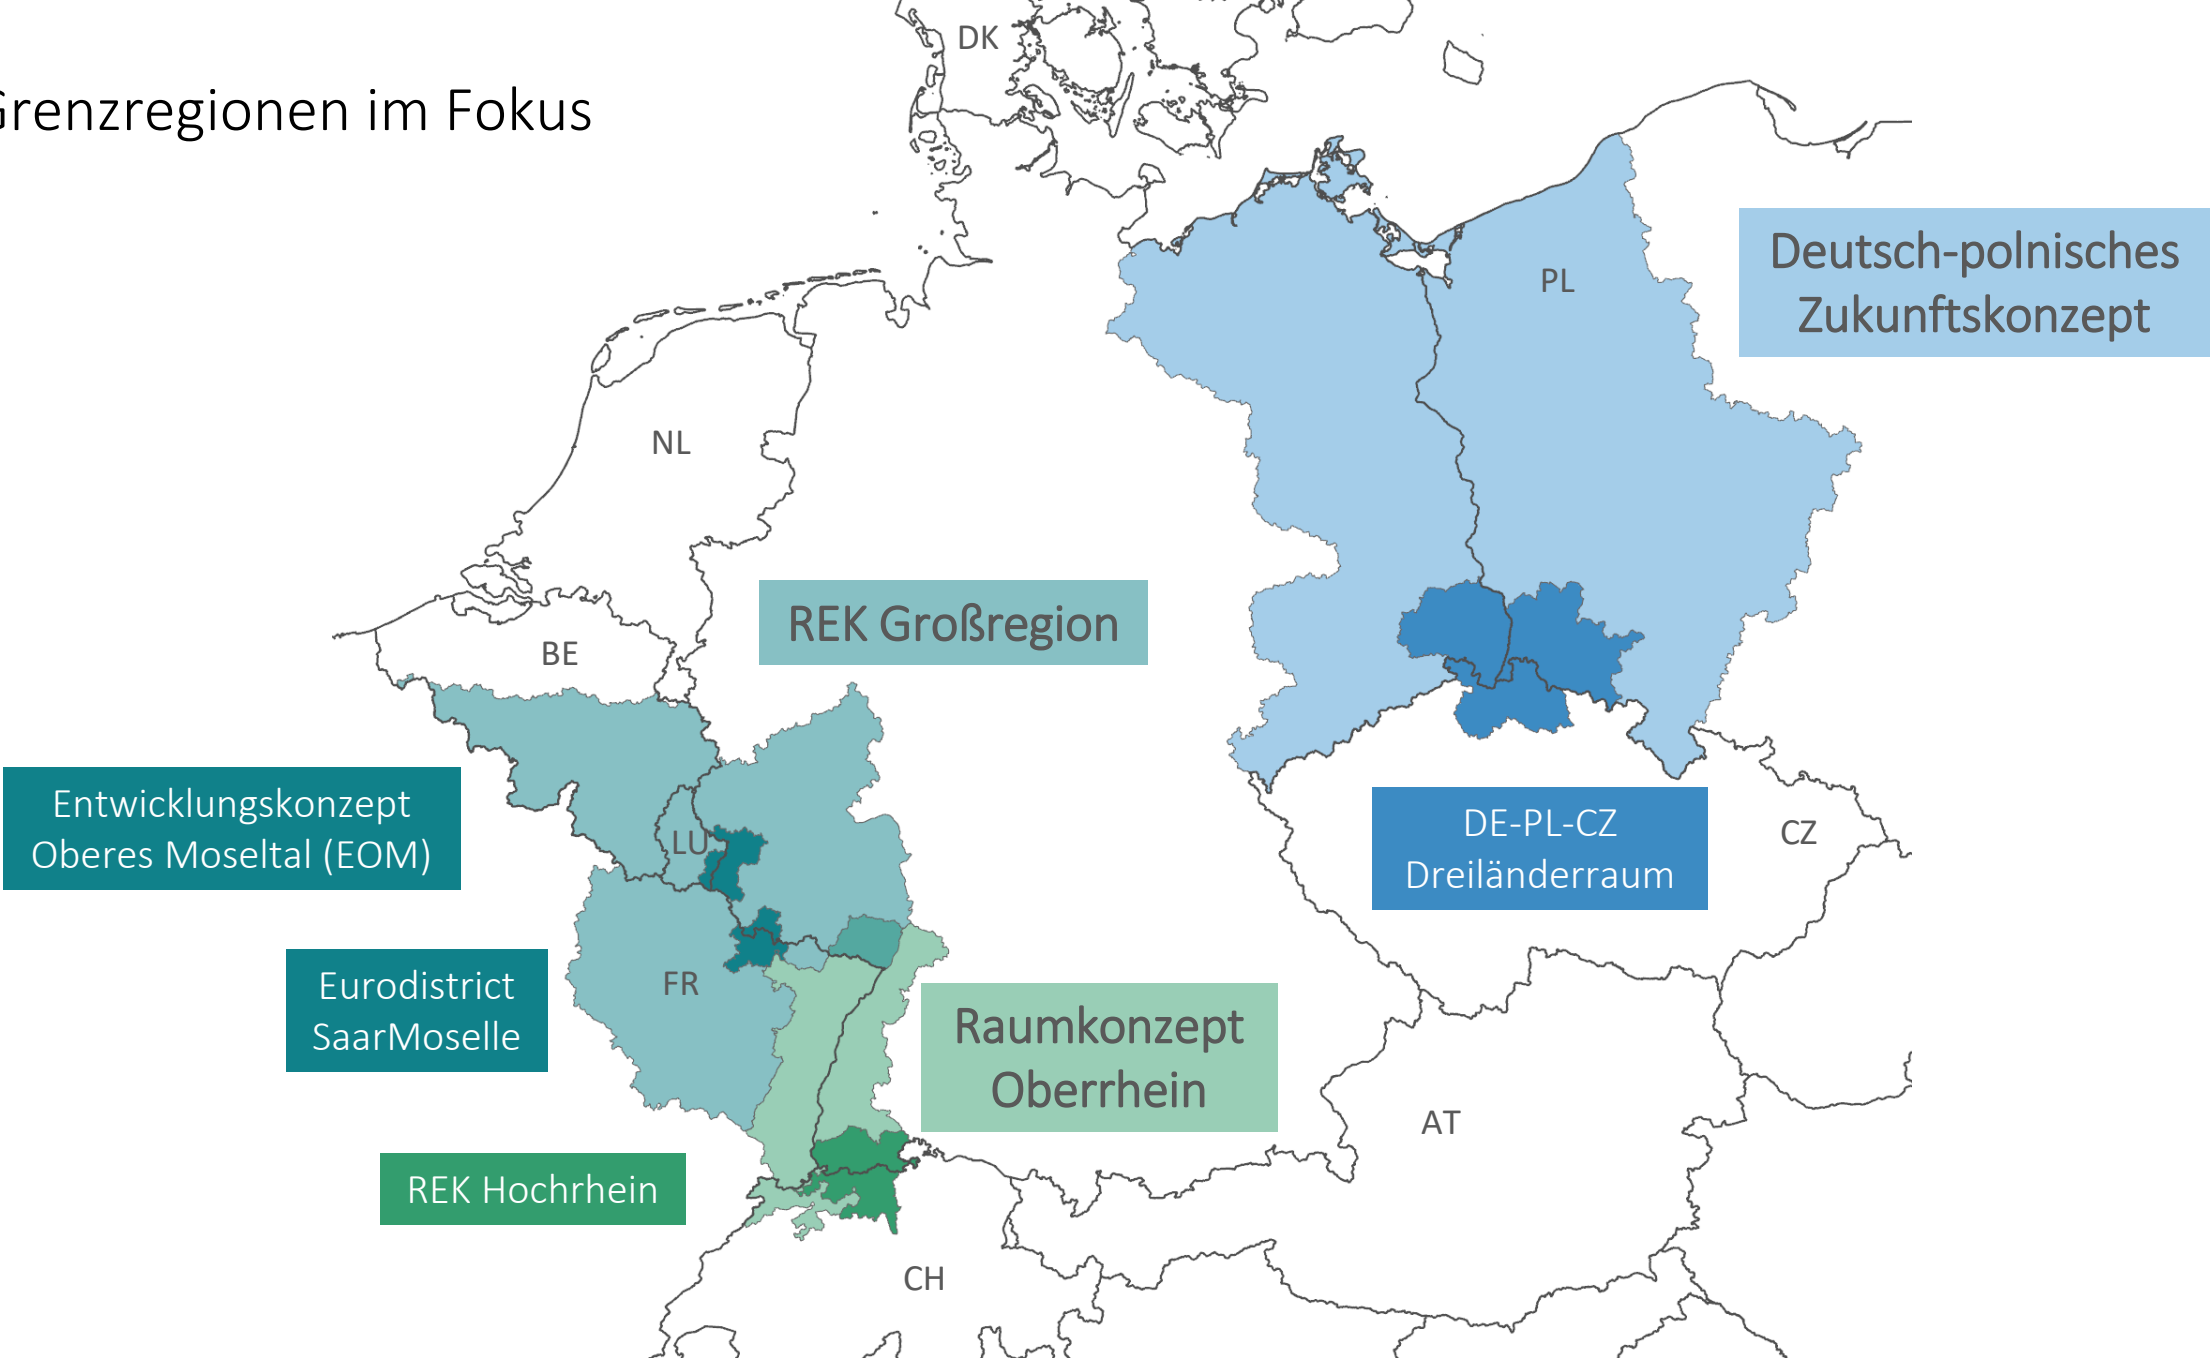 Grenzregionen im Fokus
DK
Deutsch-polnisches
Zukunftskonzept
PL
NL
REK Großregion
BE
Entwicklungskonzept
Oberes Moseltal (EOM)
LU
DE-PL-CZ
Dreiländerraum
CZ
Eurodistrict
SaarMoselle
FR
Raumkonzept
Oberrhein
AT
REK Hochrhein
CH